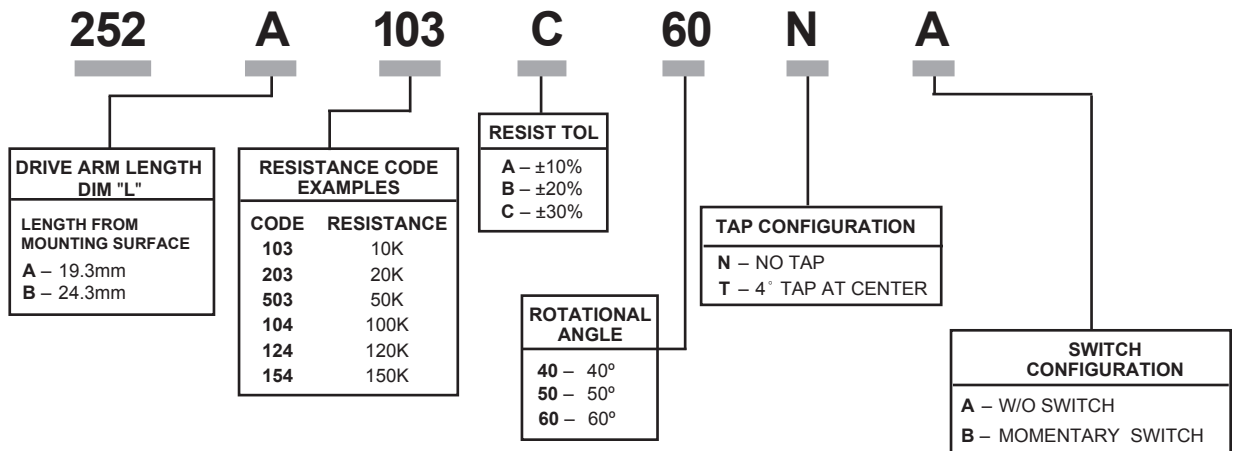 252 A 103 C 60 N A
DRIVE ARM LENGTH
DIM "L"
LENGTH FROM
MOUNTING SURFACE
A – 19.3mm
B – 24.3mm
RESISTANCE CODE
EXAMPLES
CODE RESISTANCE
103 10K
203 20K
503 50K
104 100K
124 120K
154 150K
RESIST TOL
A – ±10%
B – ±20%
C – ±30%
ROTATIONAL
ANGLE
40 – 40º
50 – 50º
60 – 60º
TAP CONFIGURATION
N – NO TAP
T – 4° TAP AT CENTER
SWITCH
CONFIGURATION
A – W/O SWITCH
B – MOMENTARY SWITCH